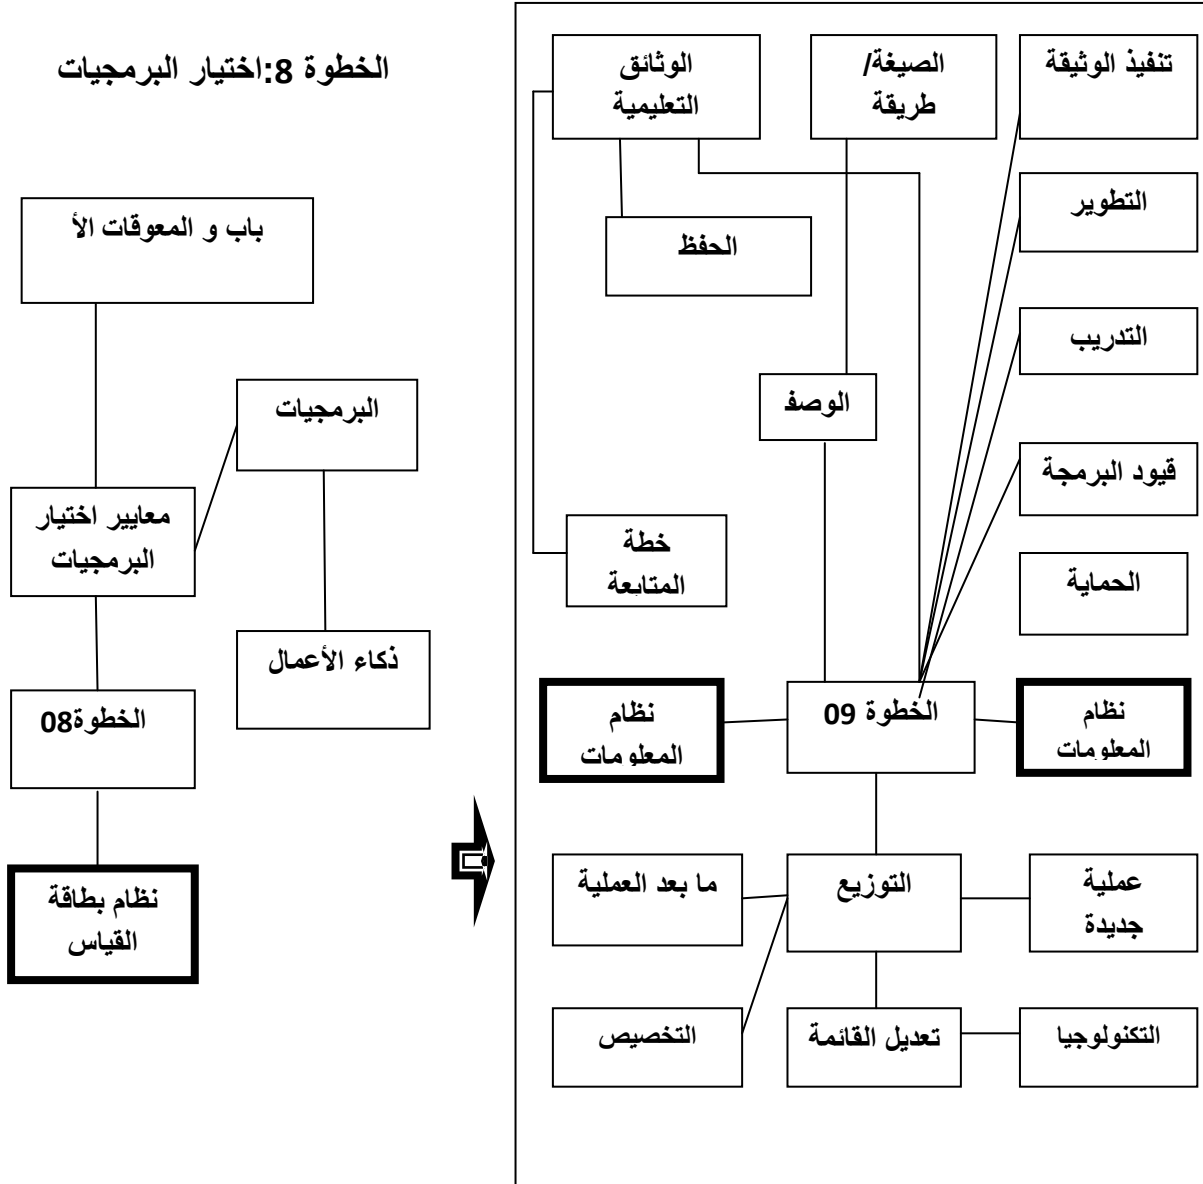 الخطوة 8:اختيار البرمجيات
باب و المعوقات الأ
البرمجيات
معايير اختيار
البرمجيات
ذكاء الأعمال
الخطوة08
نظام بطاقة
القياس
تنفيذ الوثيقة
الصيغة/
طريقة
الوثائق
التعليمية
التطوير
الحفظ
التدريب
الوصف
قيود البرمجة
خطة
المتابعة
الحماية
نظام
المعلومات
الخطوة 09
نظام
المعلومات
عملية
جديدة
التوزيع
ما بعد العملية
التكنولوجيا
تعديل القائمة
التخصيص